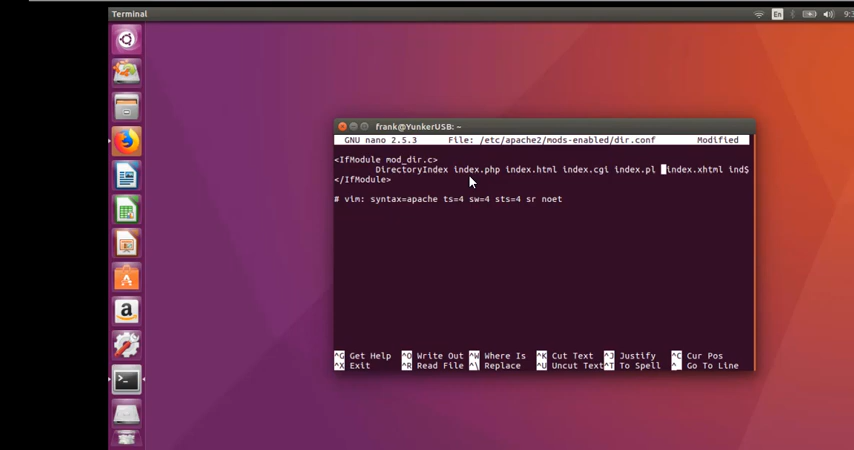 Terminal
En
9:3
frank@YunkerUSB: ~
GNU nano 2.5.3 File: /etc/apache2/mods-enabled/dir.conf Modified
<IfModule mod_dir.c>
DirectoryIndex index.php index.html index.cgi index.pl index.xhtml ind$
</IfModule>
# vim: syntax=apache ts=4 sw=4 sts=4 sr noet
^G Get Help ^O Write Out ^W Where Is ^K Cut Text ^J Justify ^C Cur Pos
^X Exit ^R Read File ^\ Replace ^U Uncut Text ^T To Spell ^_ Go To Line